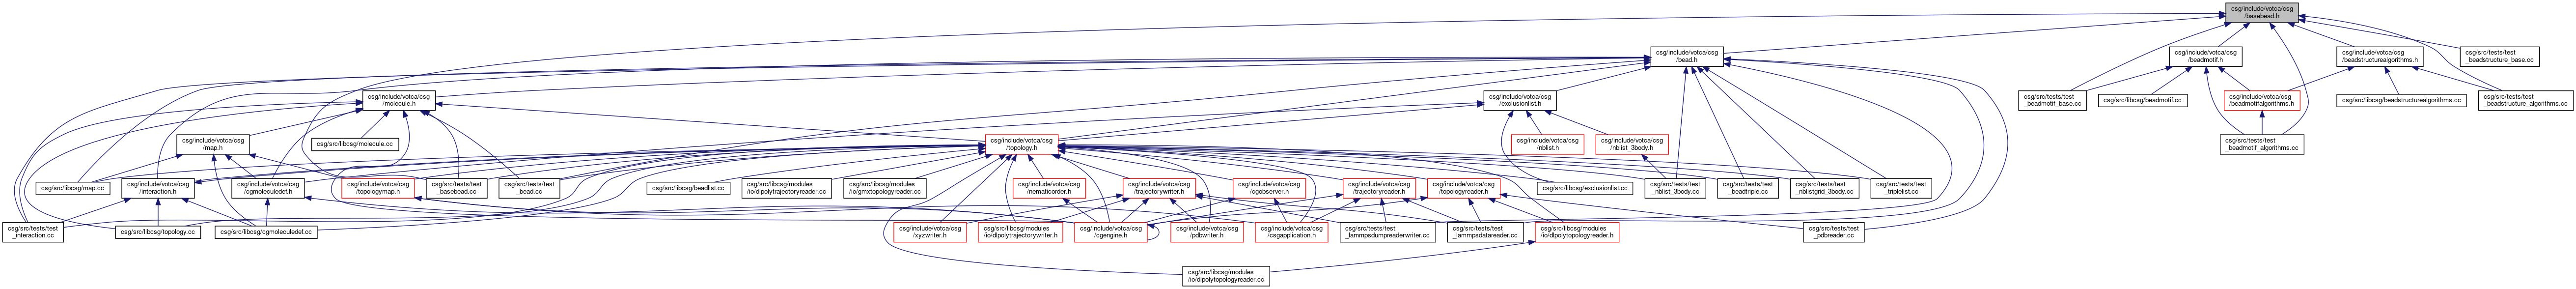 csg/include/votca/csg
/basebead.h
csg/include/votca/csg
/bead.h
csg/include/votca/csg
/beadmotif.h
csg/include/votca/csg
/beadstructurealgorithms.h
csg/src/tests/test
_beadstructure_base.cc
csg/include/votca/csg
/molecule.h
csg/include/votca/csg
/exclusionlist.h
csg/src/tests/test
_beadmotif_base.cc
csg/src/libcsg/beadmotif.cc
csg/include/votca/csg
/beadmotifalgorithms.h
csg/src/libcsg/beadstructurealgorithms.cc
csg/src/tests/test
_beadstructure_algorithms.cc
csg/include/votca/csg
/map.h
csg/src/libcsg/molecule.cc
csg/include/votca/csg
/topology.h
csg/include/votca/csg
/nblist.h
csg/include/votca/csg
/nblist_3body.h
csg/src/tests/test
_beadmotif_algorithms.cc
csg/src/libcsg/map.cc
csg/include/votca/csg
/interaction.h
csg/include/votca/csg
/cgmoleculedef.h
csg/include/votca/csg
/topologymap.h
csg/src/tests/test
_basebead.cc
csg/src/tests/test
_bead.cc
csg/src/libcsg/beadlist.cc
csg/src/libcsg/modules
/io/dlpolytrajectoryreader.cc
csg/src/libcsg/modules
/io/gmxtopologyreader.cc
csg/include/votca/csg
/nematicorder.h
csg/include/votca/csg
/trajectorywriter.h
csg/include/votca/csg
/cgobserver.h
csg/include/votca/csg
/trajectoryreader.h
csg/include/votca/csg
/topologyreader.h
csg/src/libcsg/exclusionlist.cc
csg/src/tests/test
_nblist_3body.cc
csg/src/tests/test
_beadtriple.cc
csg/src/tests/test
_nblistgrid_3body.cc
csg/src/tests/test
_triplelist.cc
csg/src/tests/test
_interaction.cc
csg/src/libcsg/topology.cc
csg/src/libcsg/cgmoleculedef.cc
csg/include/votca/csg
/xyzwriter.h
csg/src/libcsg/modules
/io/dlpolytrajectorywriter.h
csg/include/votca/csg
/cgengine.h
csg/include/votca/csg
/pdbwriter.h
csg/include/votca/csg
/csgapplication.h
csg/src/tests/test
_lammpsdumpreaderwriter.cc
csg/src/tests/test
_lammpsdatareader.cc
csg/src/libcsg/modules
/io/dlpolytopologyreader.h
csg/src/tests/test
_pdbreader.cc
csg/src/libcsg/modules
/io/dlpolytopologyreader.cc